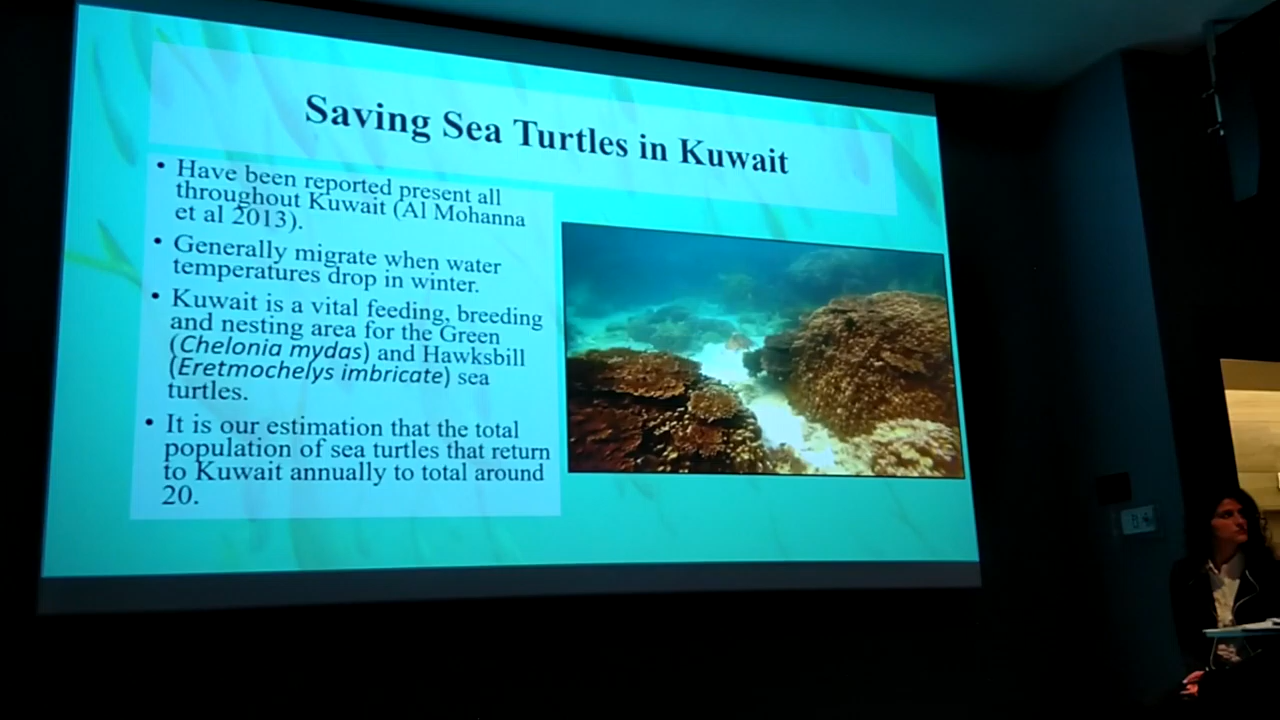 Saving Sea Turtles in Kuwait
• Have been reported present all
throughout Kuwait (Al Mohanna
et al 2013).
• Generally migrate when water
temperatures drop in winter.
• Kuwait is a vital feeding, breeding
and nesting area for the Green
(Chelonia mydas) and Hawksbill
(Eretmochelys imbricate) sea
turtles.
• It is our estimation that the total
population of sea turtles that return
to Kuwait annually to total around
20.